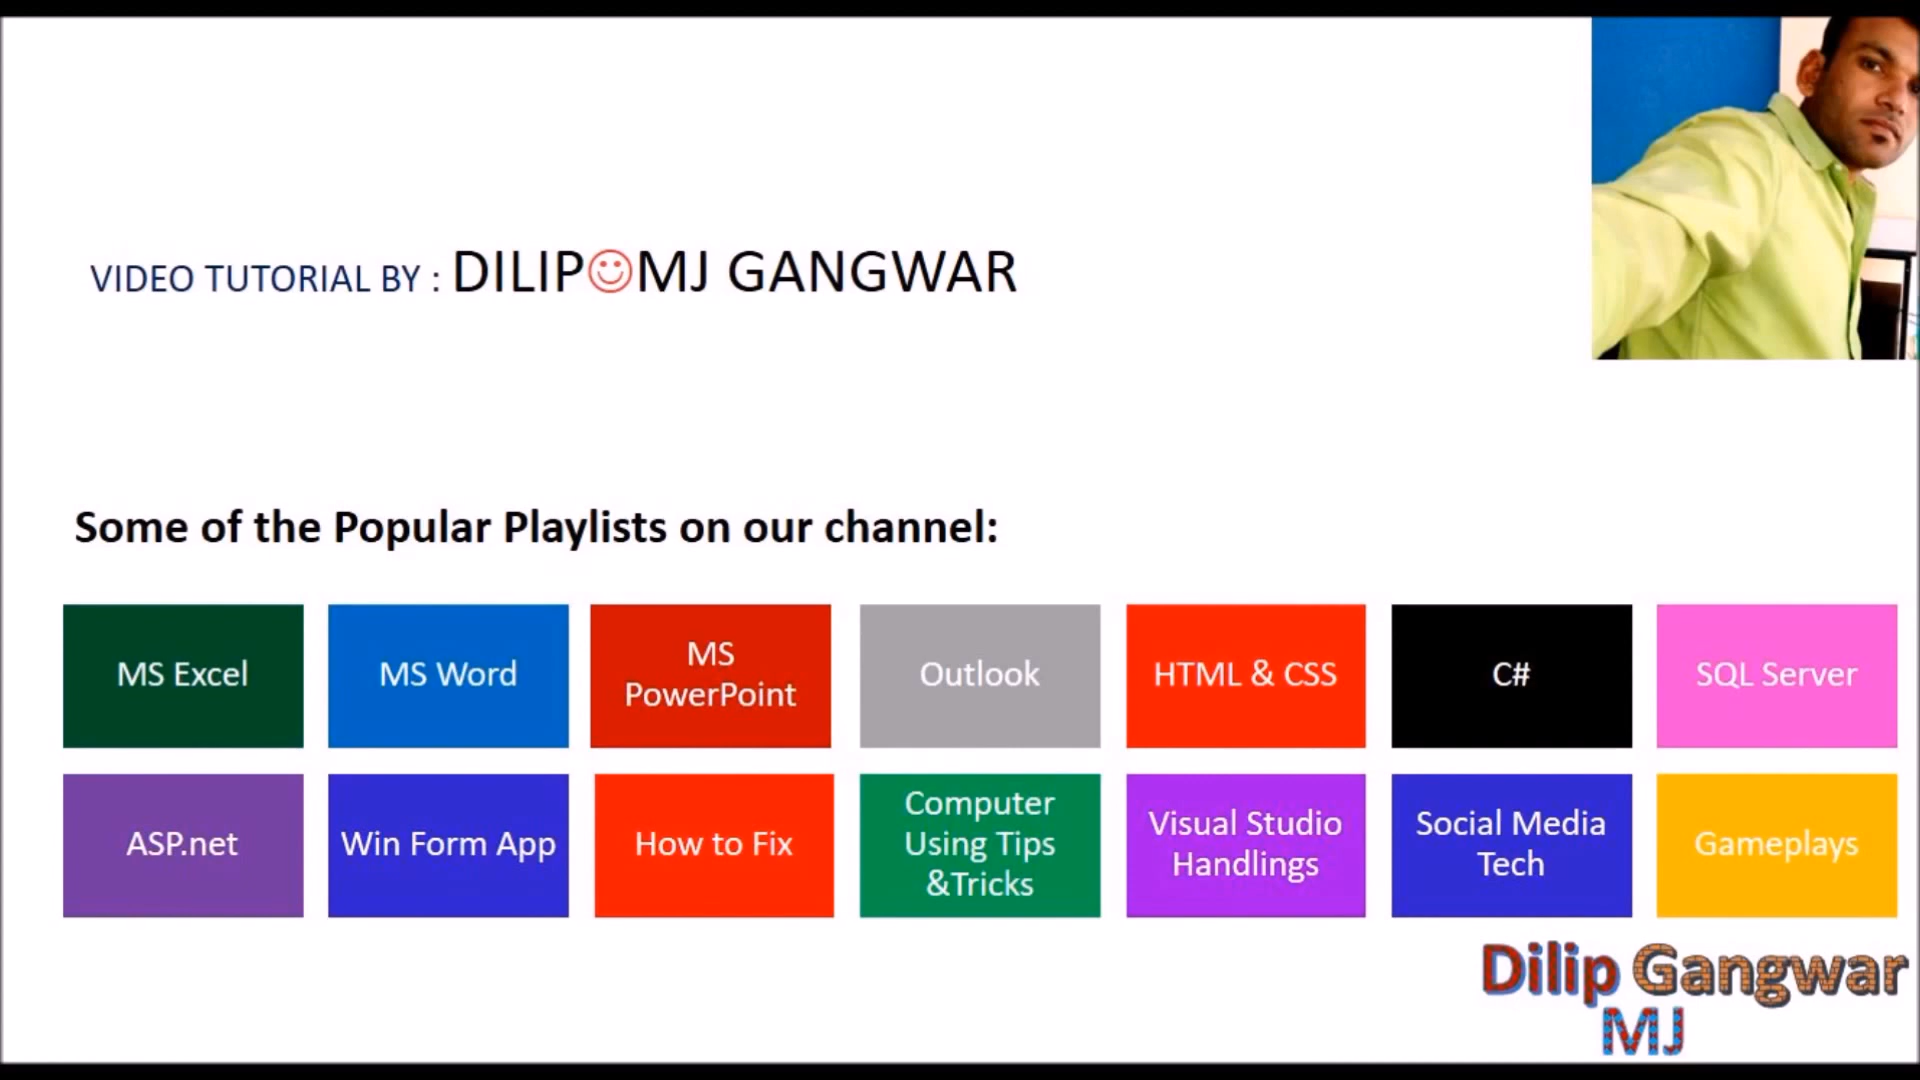 VIDEO TUTORIAL BY : DILIP☺MJ GANGWAR
Some of the Popular Playlists on our channel:
MS Excel
MS Word
MS
PowerPoint
Outlook
HTML & CSS
C#
SQL Server
ASP.net
Win Form App
How to Fix
Computer
Using Tips
&Tricks
Visual Studio
Handlings
Social Media
Tech
Gameplays
Dilip Gangwar
MJ